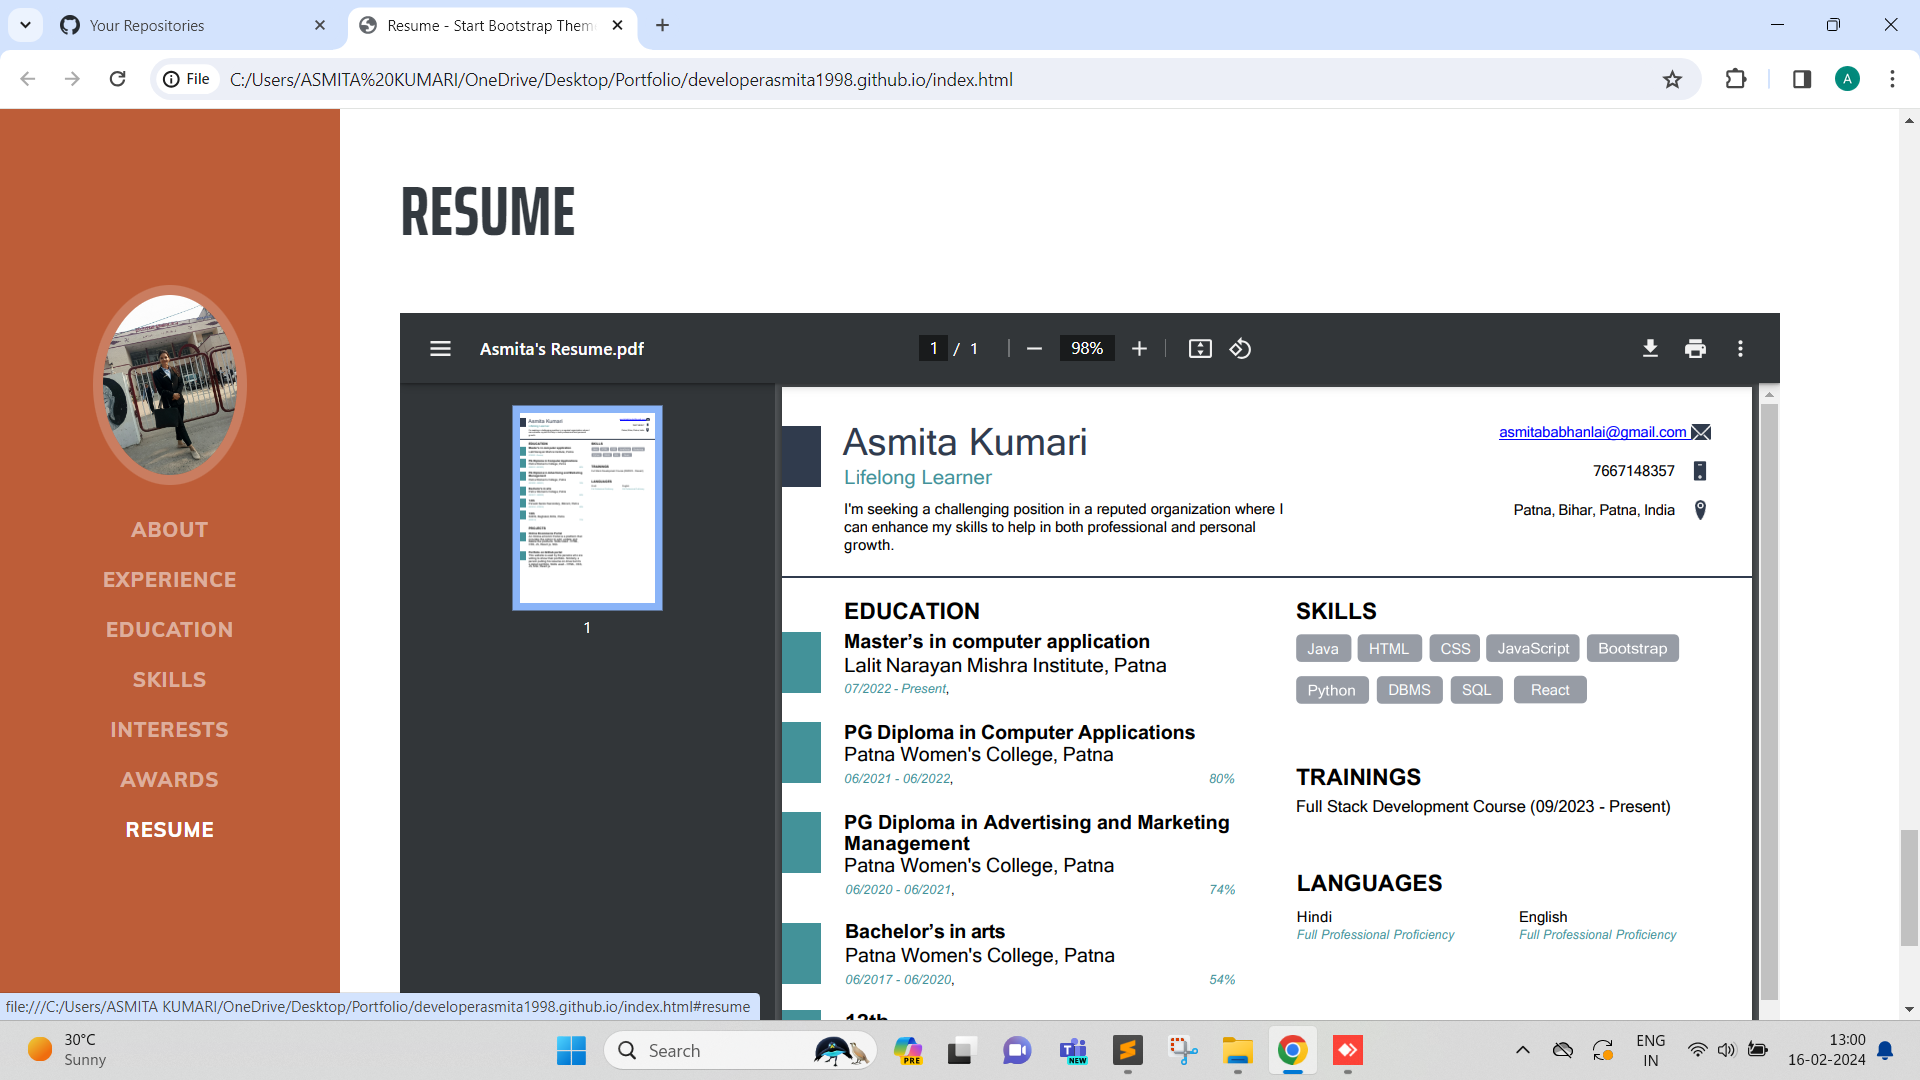 Your Repositories
Resume - Start Bootstrap Them
File
C:/Users/ASMITA%20KUMARI/OneDrive/Desktop/Portfolio/developerasmita1998.github.io/index.html
A
ABOUT
EXPERIENCE
EDUCATION
SKILLS
INTERESTS
AWARDS
RESUME
RESUME
Asmita's Resume.pdf
1 / 1
98%
1
Asmita Kumari
Lifelong Learner
I'm seeking a challenging position in a reputed organization where I
can enhance my skills to help in both professional and personal
growth.
asmitababhanlai@gmail.com
7667148357
Patna, Bihar, Patna, India
EDUCATION
Master’s in computer application
Lalit Narayan Mishra Institute, Patna
07/2022 - Present,
PG Diploma in Computer Applications
Patna Women's College, Patna
06/2021 - 06/2022, 80%
PG Diploma in Advertising and Marketing
Management
Patna Women's College, Patna
06/2020 - 06/2021, 74%
Bachelor’s in arts
Patna Women's College, Patna
06/2017 - 06/2020, 54%
12th
SKILLS
Java HTML CSS JavaScript Bootstrap
Python DBMS SQL React
TRAININGS
Full Stack Development Course (09/2023 - Present)
LANGUAGES
Hindi English
Full Professional Proficiency Full Professional Proficiency
file:///C:/Users/ASMITA KUMARI/OneDrive/Desktop/Portfolio/developerasmita1998.github.io/index.html#resume
30°C
Sunny
Search
PRE
NEW
ENG
IN
13:00
16-02-2024